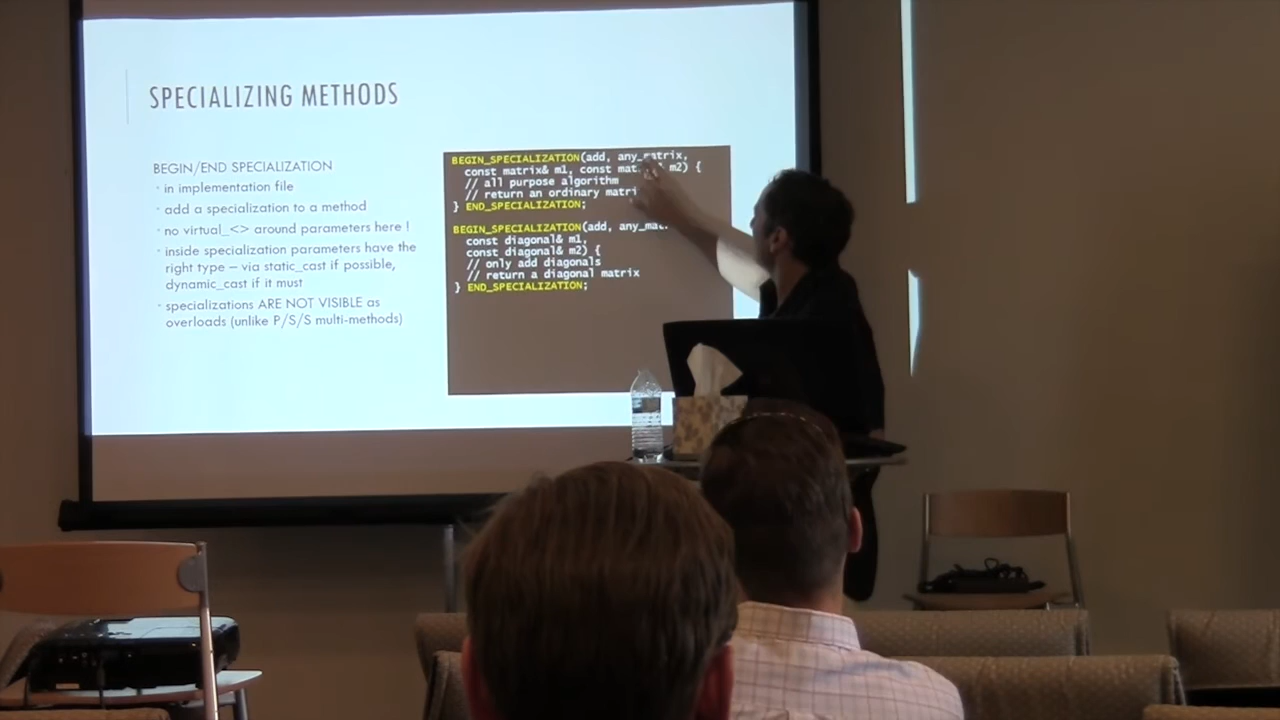 SPECIALIZING METHODS
BEGIN/END SPECIALIZATION
in implementation file
add a specialization to a method
no virtual_<> around parameters here !
inside specialization parameters have the
right type – via static_cast if possible,
dynamic_cast if it must
specializations ARE NOT VISIBLE as
overloads (unlike P/S/S multi-methods)
BEGIN_SPECIALIZATION(add, any_matrix,
const matrix& m1, const m2) {
// all purpose algorithm
// return an ordinary
} END_SPECIALIZATION;
BEGIN_SPECIALIZATION(add,
const diagonal& m1,
const diagonal& m2) {
// only add diagonals
// return a diagonal matrix
} END_SPECIALIZATION;